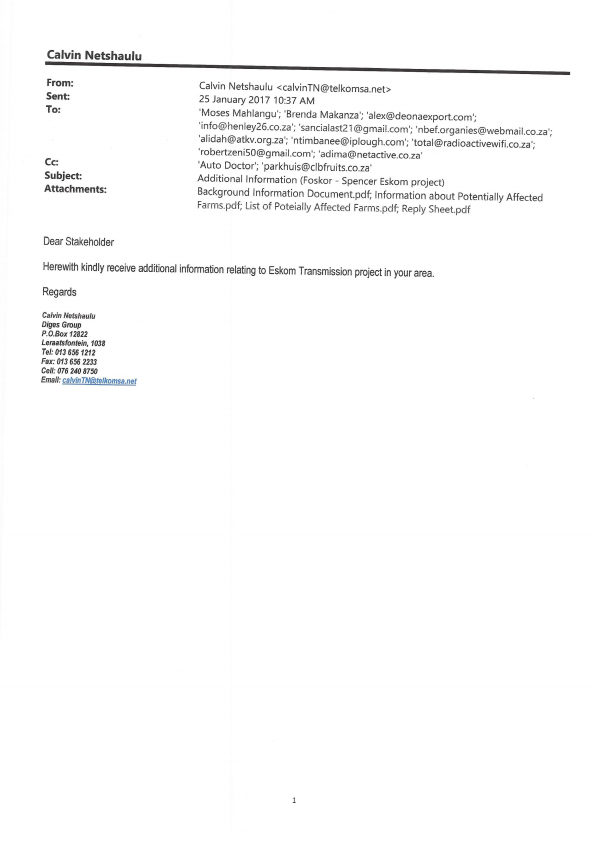 Calvin Netshaulu
From: Calvin Netshaulu <calvinTN@telkomsa.net>
Sent: 25 January 2017 10:37 AM
To: 'Moses Mahlangu'; 'Brenda Makanza'; 'alex@deonaexport.com';
'info@henley26.co.za'; 'sancialast21@gmail.com'; 'nbef.organies@webmail.co.za';
'alidah@atkv.org.za'; 'ntimbanee@iplough.com'; 'total@radioactivewifi.co.za';
'robertzeni50@gmail.com'; 'adima@netactive.co.za'
Cc: 'Auto Doctor'; 'parkhuis@clbfruits.co.za'
Subject: Additional Information (Foskor - Spencer Eskom project)
Attachments: Background Information Document.pdf; Information about Potentially Affected
Farms.pdf; List of Poteially Affected Farms.pdf; Reply Sheet.pdf
Dear Stakeholder
Herewith kindly receive additional information relating to Eskom Transmission project in your area.
Regards
Calvin Netshaulu
Diges Group
P.O.Box 12822
Leraatsfontein, 1038
Tel: 013 656 1212
Fax: 013 656 2233
Cell: 076 240 8750
Email: calvinTN@telkomsa.net
1